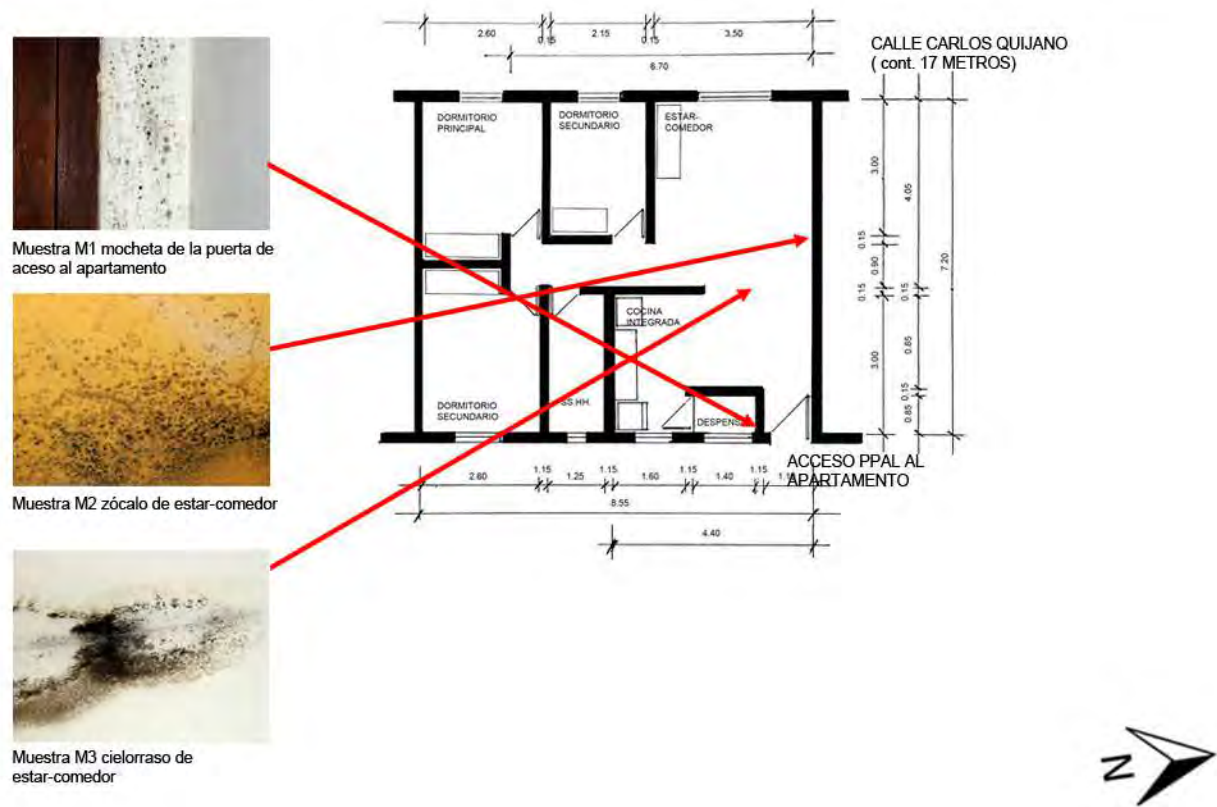 2.60
0.15
2.15
0.15
3.50
6.70
CALLE CARLOS QUIJANO
( cont. 17 METROS)
DORMITORIO
PRINCIPAL
DORMITORIO
SECUNDARIO
ESTAR-
COMEDOR
3.00
4.05
0.15
0.90
7.20
0.15
0.15
COCINA
INTEGRADA
3.00
0.85
0.15
0.85
DORMITORIO
SECUNDARIO
SS.HH.
DESPENS
ACCESO PPAL AL
APARTAMENTO
2.60
1.15
1.25
1.15
1.60
1.15
1.40
1.15
8.55
4.40
Muestra M1 mocheta de la puerta de
aceso al apartamento
Muestra M2 zócalo de estar-comedor
Muestra M3 cielorraso de
estar-comedor
N